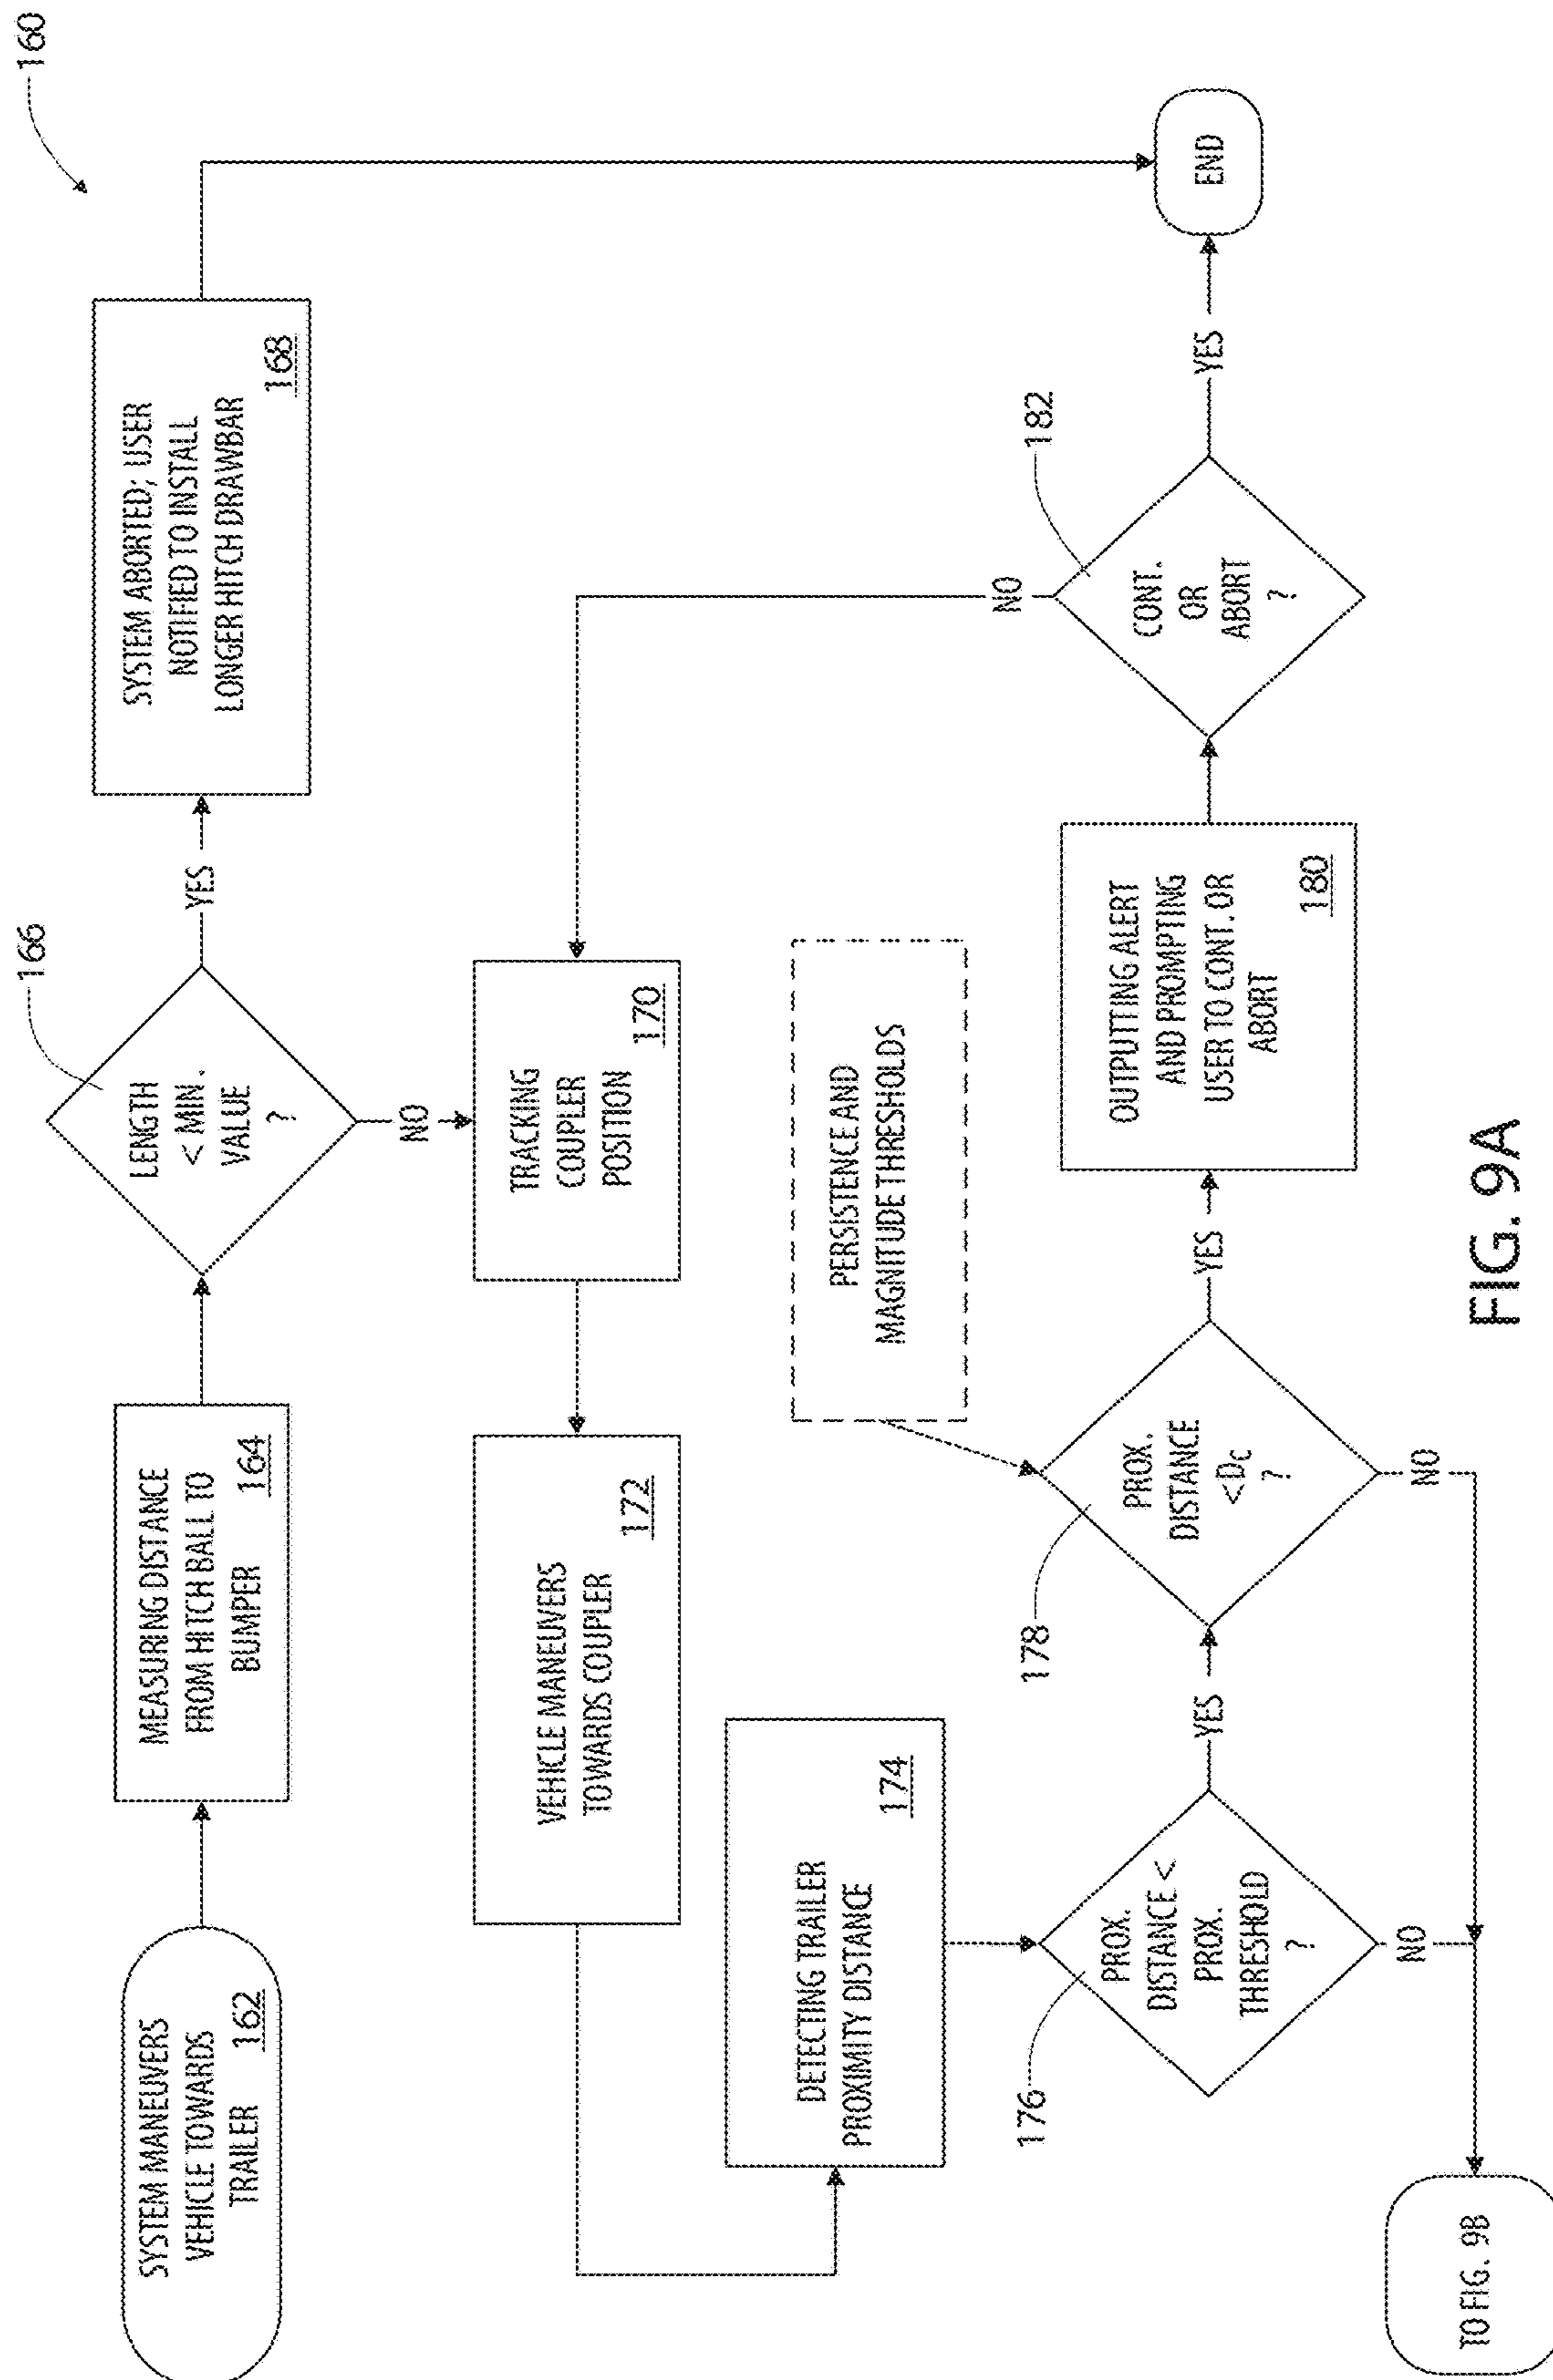 160
SYSTEM MANEUVERS
VEHICLE TOWARDS
TRAILER
162
MEASURING DISTANCE
FROM HITCH BALL TO
BUMPER
164
166
LENGTH
< MIN.
VALUE
?
YES
SYSTEM ABORTED; USER
NOTIFIED TO INSTALL
LONGER HITCH DRAWBAR
168
NO
TRACKING
COUPLER
POSITION
170
VEHICLE MANEUVERS
TOWARDS COUPLER
172
DETECTING TRAILER
PROXIMITY DISTANCE
174
PERSISTENCE AND
MAGNITUDE THRESHOLDS
176
PROX.
DISTANCE <
PROX.
THRESHOLD
?
YES
NO
178
PROX.
DISTANCE
<DC
?
YES
NO
OUTPUTTING ALERT
AND PROMPTING
USER TO CONT. OR
ABORT
180
182
CONT.
OR
ABORT
?
NO
YES
END
TO FIG. 9B
FIG. 9A